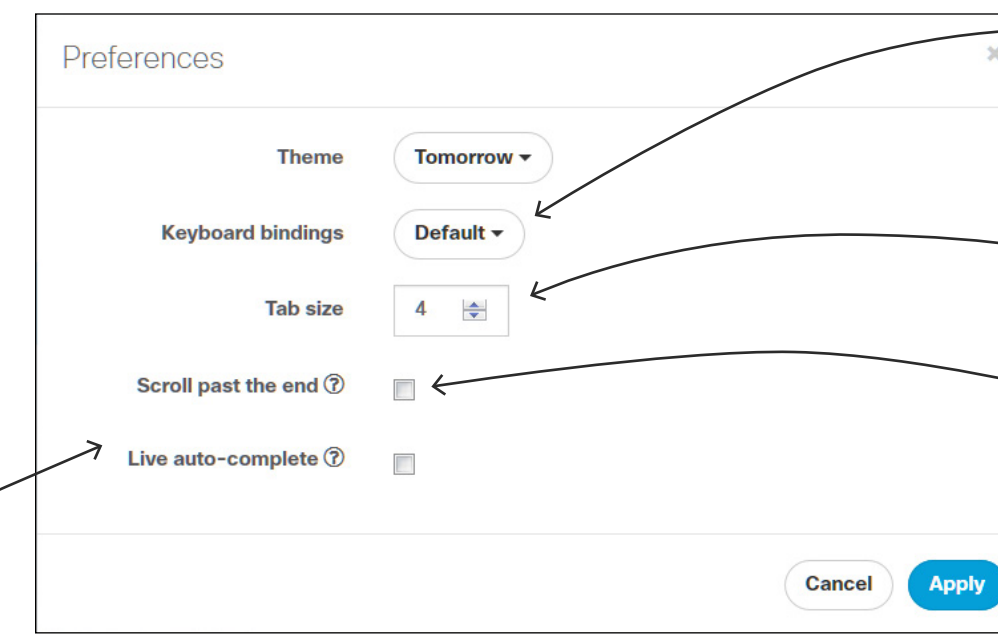 Preferences
Theme Tomorrow
Keyboard bindings Default
Tab size 4
Scroll past the end ?
Live auto-complete ?
Cancel Apply